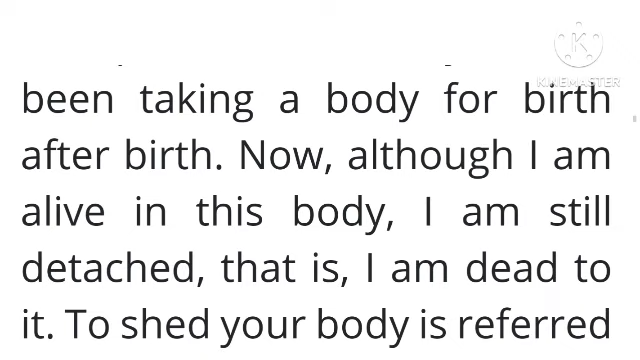 KINEMASTER
been taking a body for birth
after birth. Now, although I am
alive in this body, I am still
detached, that is, I am dead to
it. To shed your body is referred